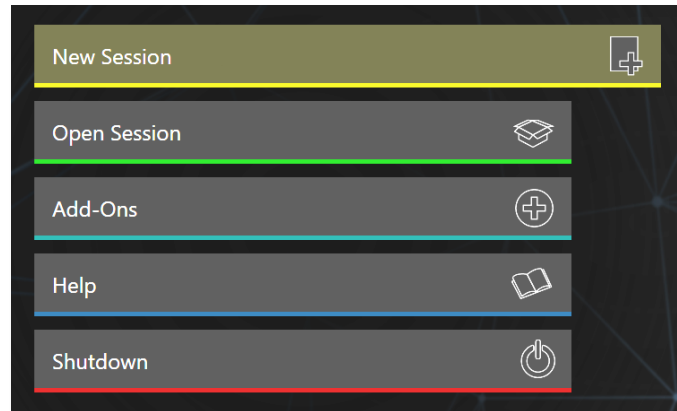 New Session
Open Session
Add-Ons
Help
Shutdown